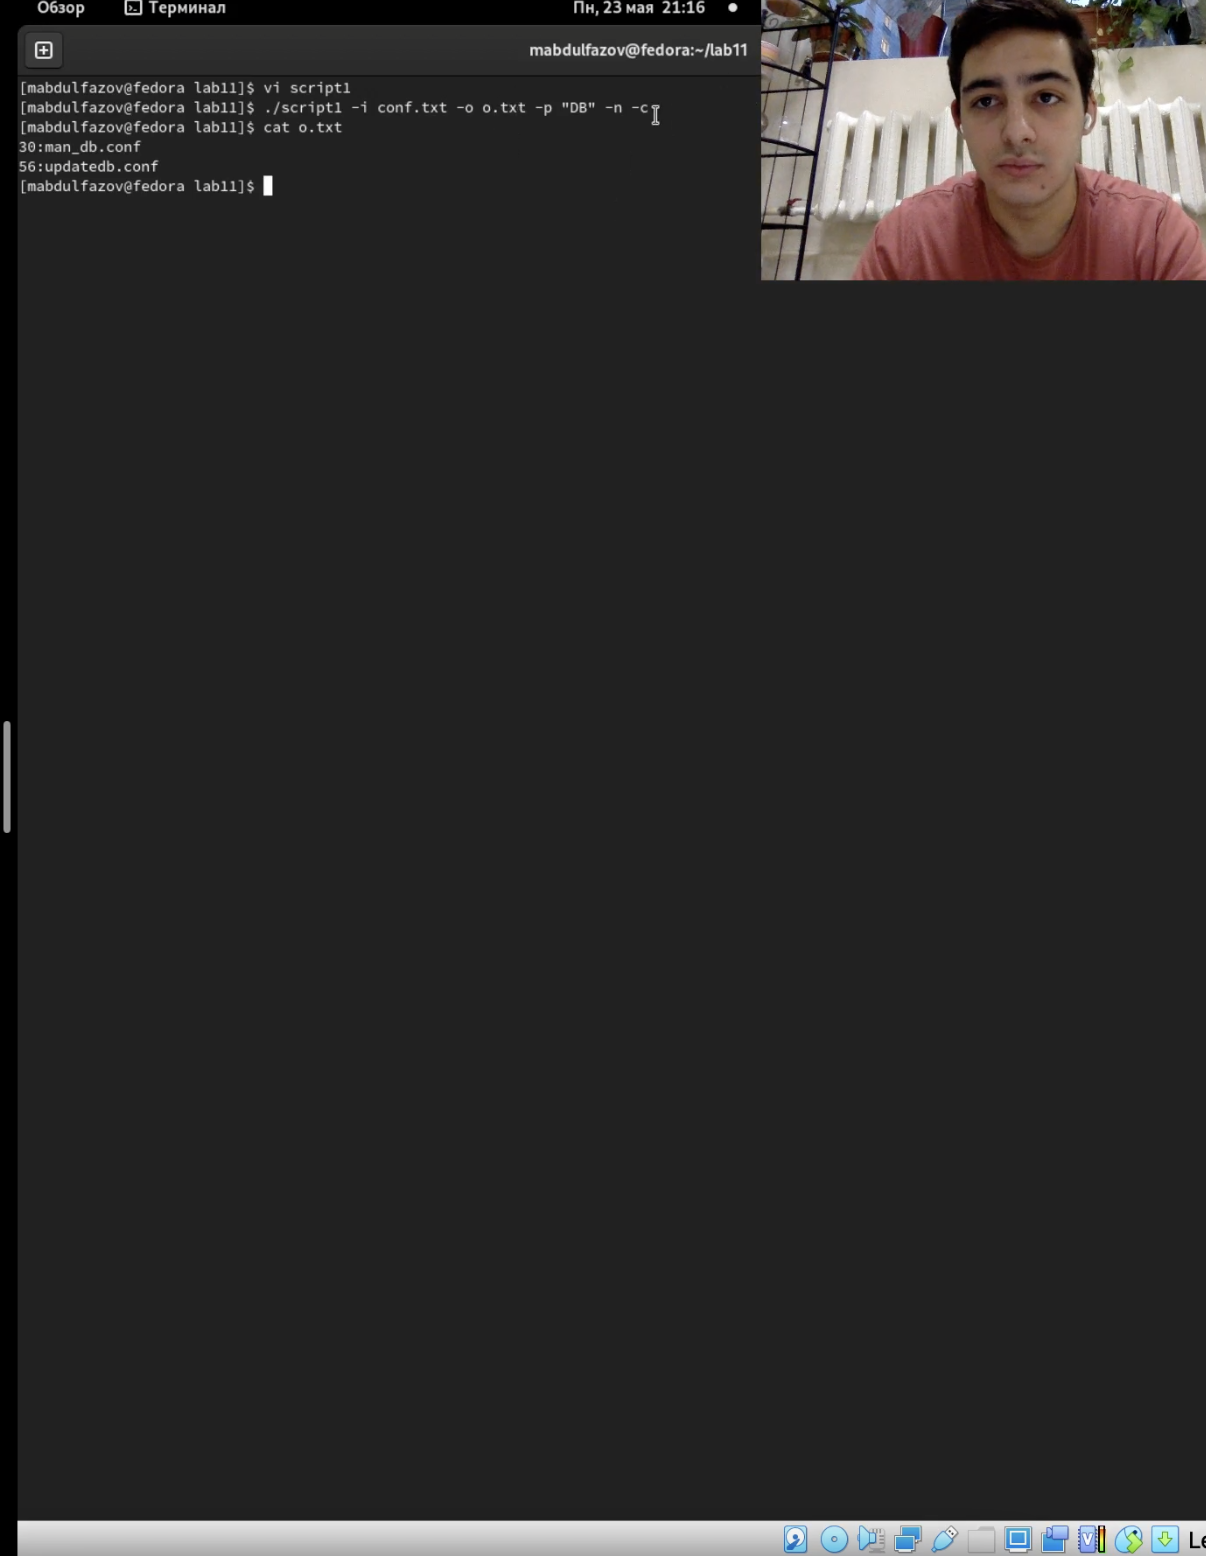 Обзор Терминал Пн, 23 мая 21:16
mabdulfazov@fedora:~/lab11
[mabdulfazov@fedora lab11]$ vi script1
[mabdulfazov@fedora lab11]$ ./script1 -i conf.txt -o o.txt -p "DB" -n -c
[mabdulfazov@fedora lab11]$ cat o.txt
30:man_db.conf
56:updatedb.conf
[mabdulfazov@fedora lab11]$